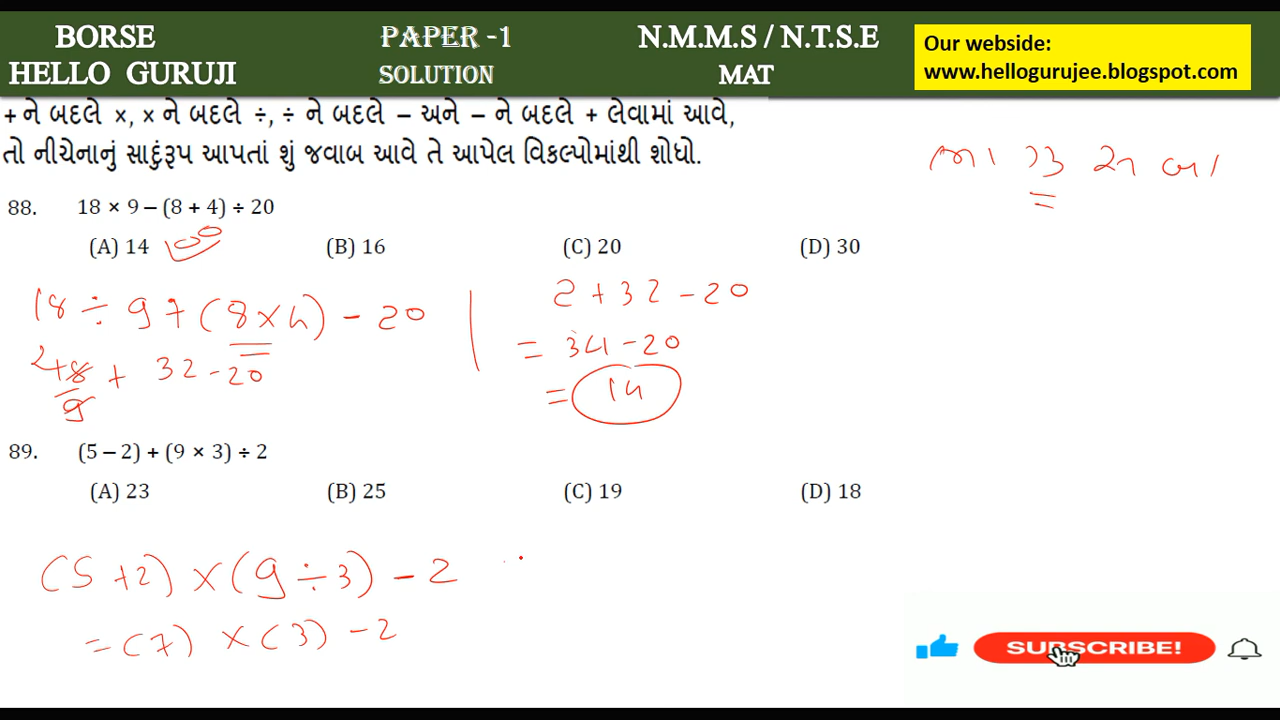 BORSE
HELLO GURUJI
PAPER -1
SOLUTION
N.M.M.S / N.T.S.E
MAT
Our webside:
www.hellogurujee.blogspot.com
+ ને બદલે ×, × ને બદલે ÷, ÷ ને બદલે – અને – ને બદલે + લેવામાં આવે,
તો નીચેનાનું સાદુંરૂપ આપતાં શું જવાબ આવે તે આપેલ વિકલ્પોમાંથી શોધો.
88. 18 × 9 – (8 + 4) ÷ 20
(A) 14 (B) 16 (C) 20 (D) 30
18 ÷ 9 + (8 × 4) - 20
2 18/9 + 32 - 20
2 + 32 - 20
= 34 - 20
= 14
89. (5 – 2) + (9 × 3) ÷ 2
(A) 23 (B) 25 (C) 19 (D) 18
(5 + 2) × (9 ÷ 3) - 2
= (7) × (3) - 2
SUBSCRIBE!